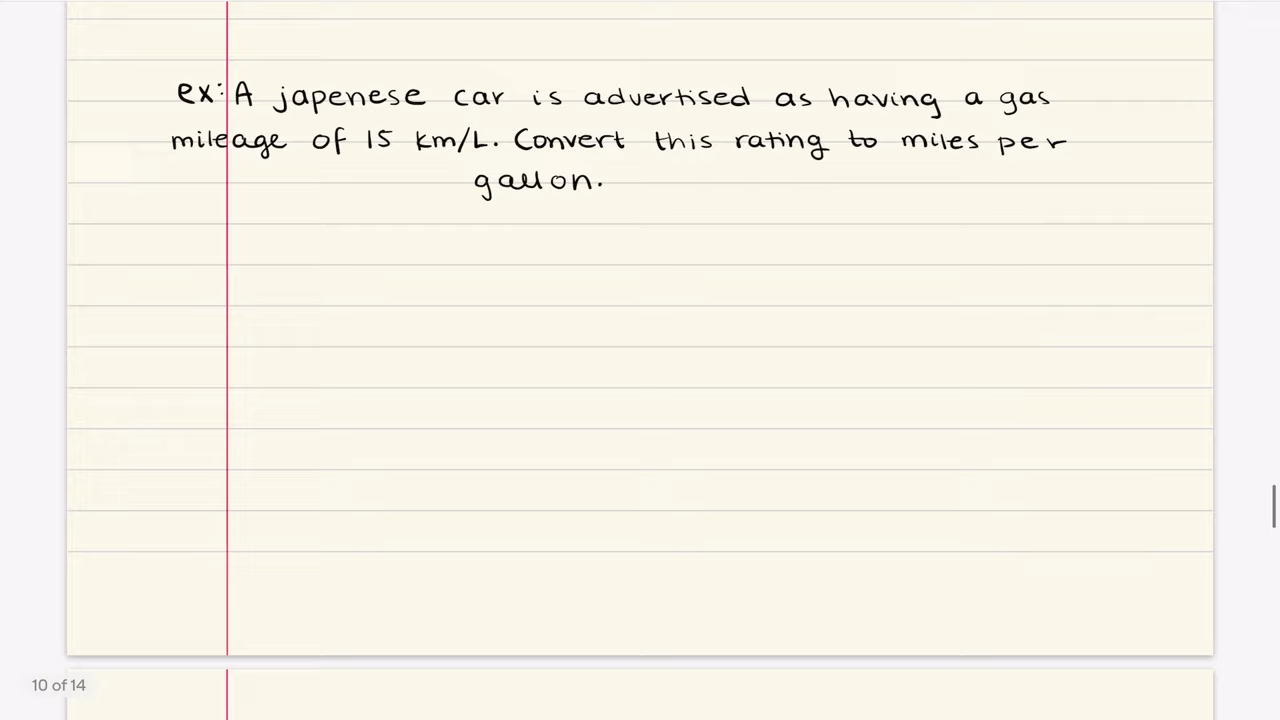 ex: A japenese car is advertised as having a gas
mileage of 15 km/L. Convert this rating to miles per
gallon.
10 of 14